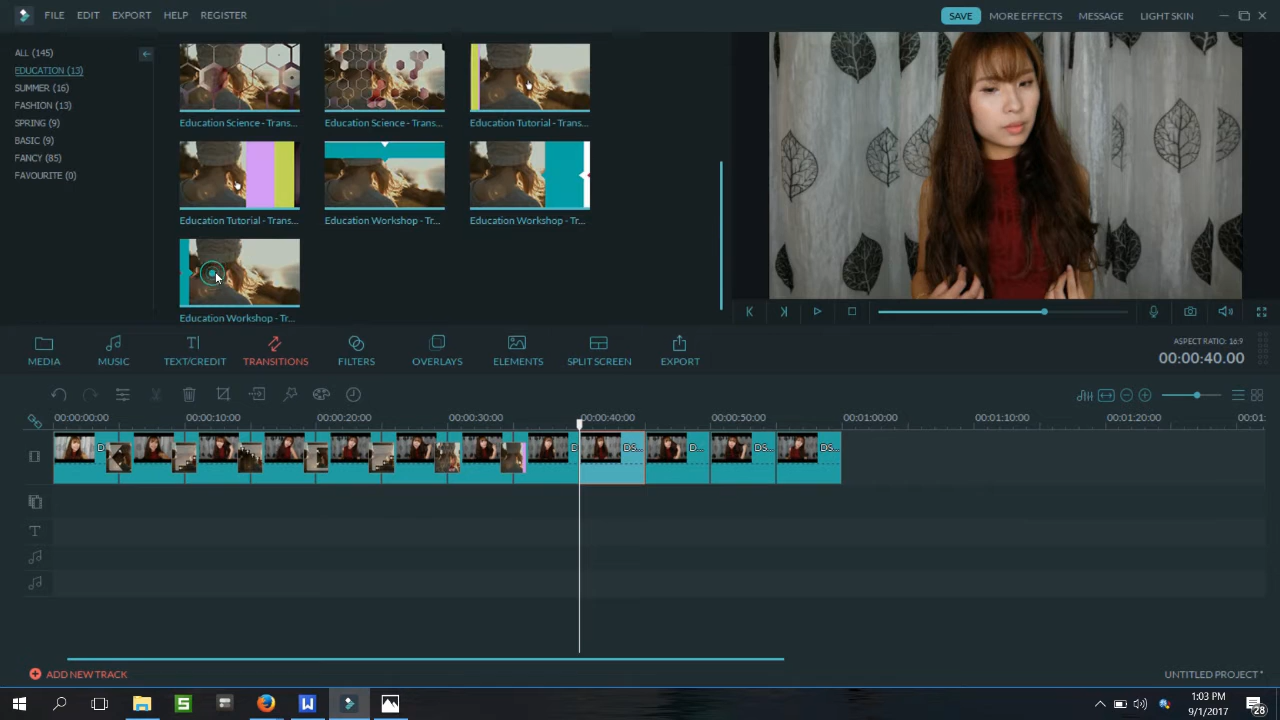 FILE EDIT EXPORT HELP REGISTER
SAVE MORE EFFECTS MESSAGE LIGHT SKIN
ALL (145)
EDUCATION (13)
SUMMER (16)
FASHION (13)
SPRING (9)
BASIC (9)
FANCY (85)
FAVOURITE (0)
Education Science - Trans... Education Science - Trans... Education Tutorial - Trans...
Education Tutorial - Trans... Education Workshop - Tr... Education Workshop - Tr...
Education Workshop - Tr...
MEDIA MUSIC TEXT/CREDIT TRANSITIONS FILTERS OVERLAYS ELEMENTS SPLIT SCREEN EXPORT
ASPECT RATIO: 16:9
00:00:40.00
00:00:00:00 00:00:10:00 00:00:20:00 00:00:30:00 00:00:40:00 00:00:50:00 00:01:00:00 00:01:10:00 00:01:20:00 00:01:
D D DS... D... DS... DS...
ADD NEW TRACK
UNTITLED PROJECT *
1:03 PM
9/1/2017
28